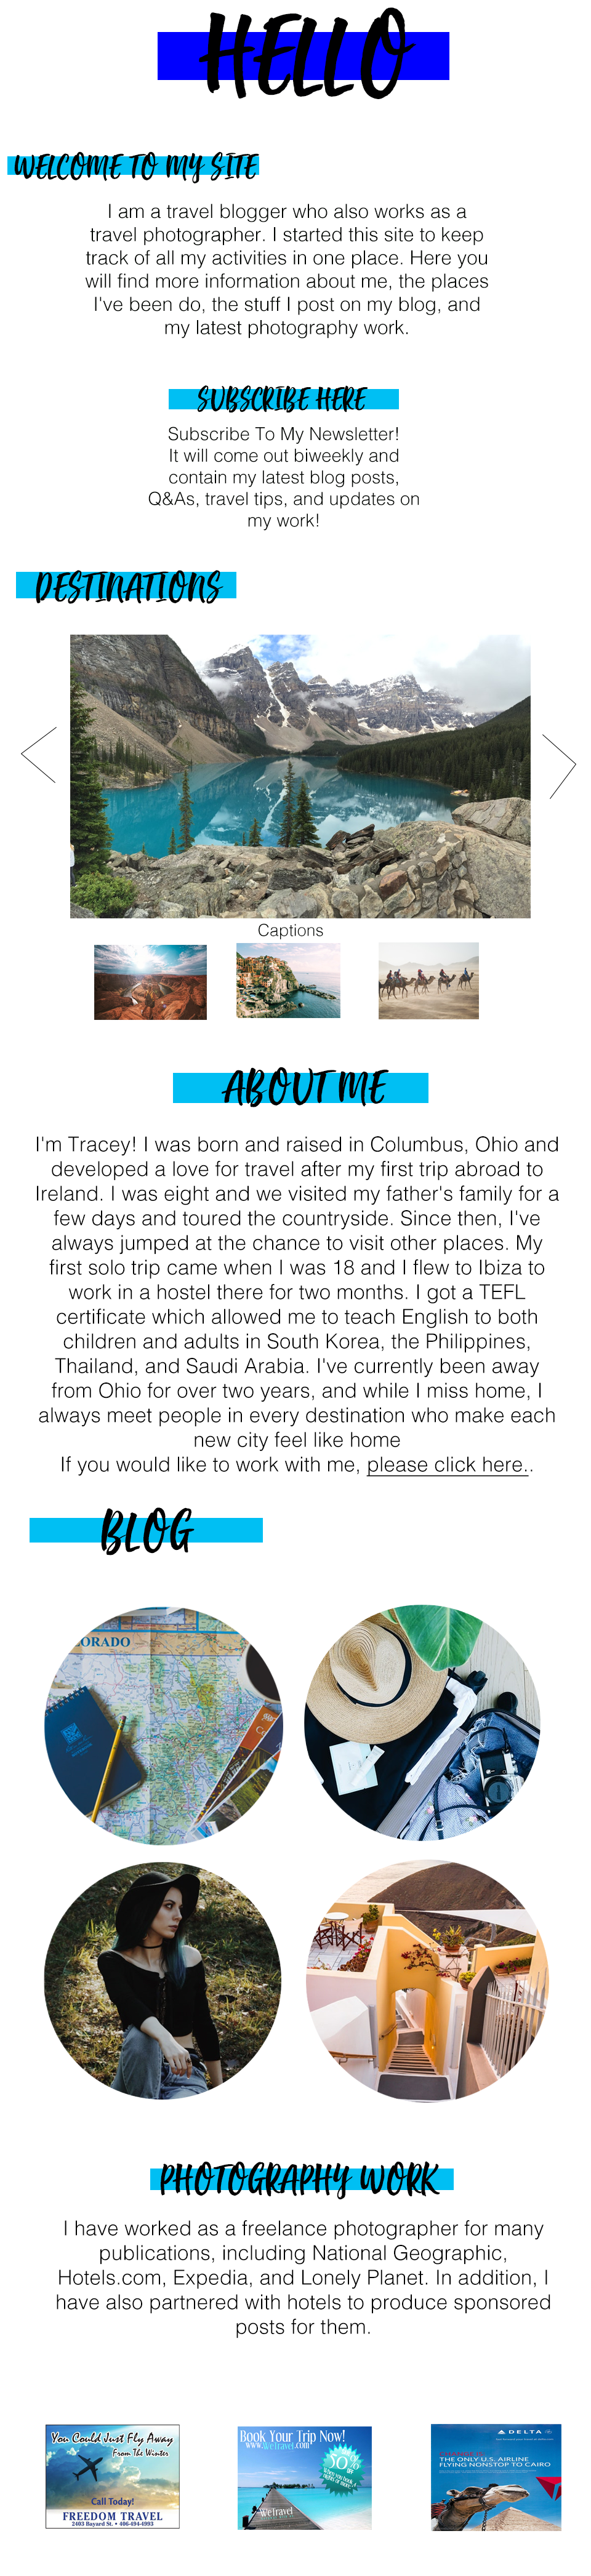 HELLO
WELCOME TO MY SITE
I am a travel blogger who also works as a
travel photographer. I started this site to keep
track of all my activities in one place. Here you
will find more information about me, the places
I've been do, the stuff I post on my blog, and
my latest photography work.
SUBSCRIBE HERE
Subscribe To My Newsletter!
It will come out biweekly and
contain my latest blog posts,
Q&As, travel tips, and updates on
my work!
DESTINATIONS
Captions
ABOUT ME
I'm Tracey! I was born and raised in Columbus, Ohio and
developed a love for travel after my first trip abroad to
Ireland. I was eight and we visited my father's family for a
few days and toured the countryside. Since then, I've
always jumped at the chance to visit other places. My
first solo trip came when I was 18 and I flew to Ibiza to
work in a hostel there for two months. I got a TEFL
certificate which allowed me to teach English to both
children and adults in South Korea, the Philippines,
Thailand, and Saudi Arabia. I've currently been away
from Ohio for over two years, and while I miss home, I
always meet people in every destination who make each
new city feel like home
If you would like to work with me, please click here..
BLOG
ORADO
PHOTOGRAPHY WORK
I have worked as a freelance photographer for many
publications, including National Geographic,
Hotels.com, Expedia, and Lonely Planet. In addition, I
have also partnered with hotels to produce sponsored
posts for them.
You Could Just Fly Away
From The Winter
Call Today!
FREEDOM TRAVEL
2403 Bayard St. • 406-494-4993
Book Your Trip Now!
www.WeTravel.com
WeTravel
DELTA
THE ONLY U.S. AIRLINE
FLYING NONSTOP TO CAIRO